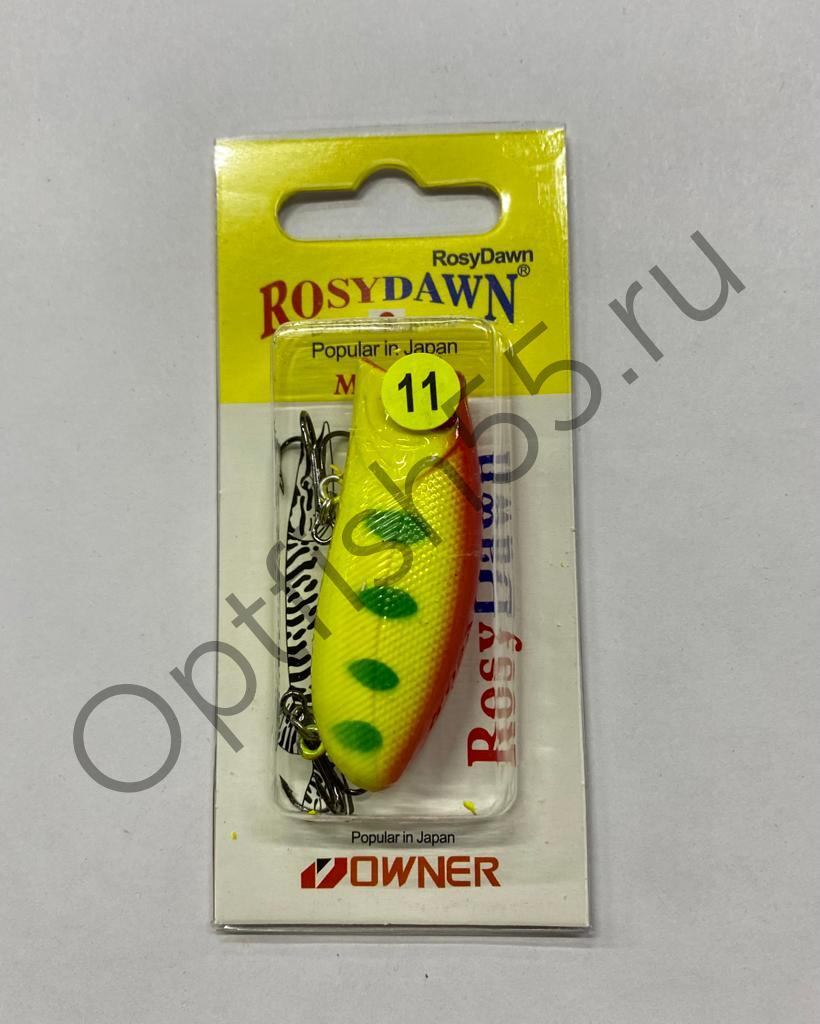 RosyDawn
ROSYDAWN®
Popular in Japan
11
RosyDawn
Popular in Japan
OWNER
Optfish55.ru